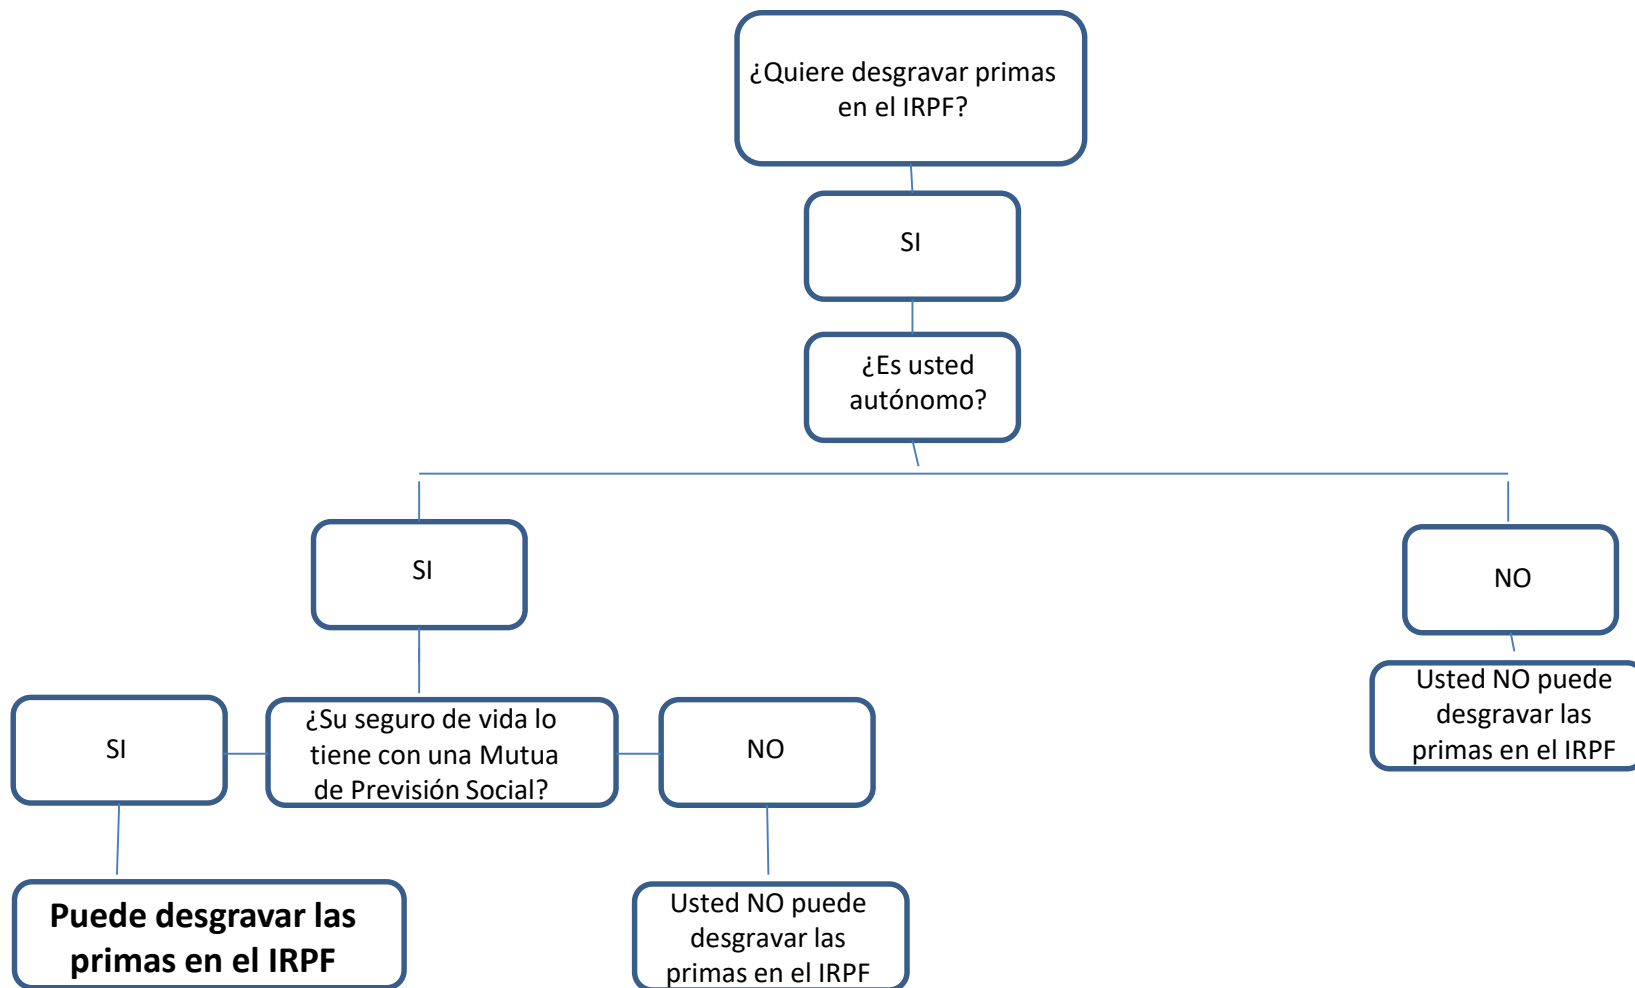 ¿Quiere desgravar primas
en el IRPF?
SI
¿Es usted
autónomo?
SI
NO
Usted NO puede
desgravar las
primas en el IRPF
SI
¿Su seguro de vida lo
tiene con una Mutua
de Previsión Social?
NO
Puede desgravar las
primas en el IRPF
Usted NO puede
desgravar las
primas en el IRPF